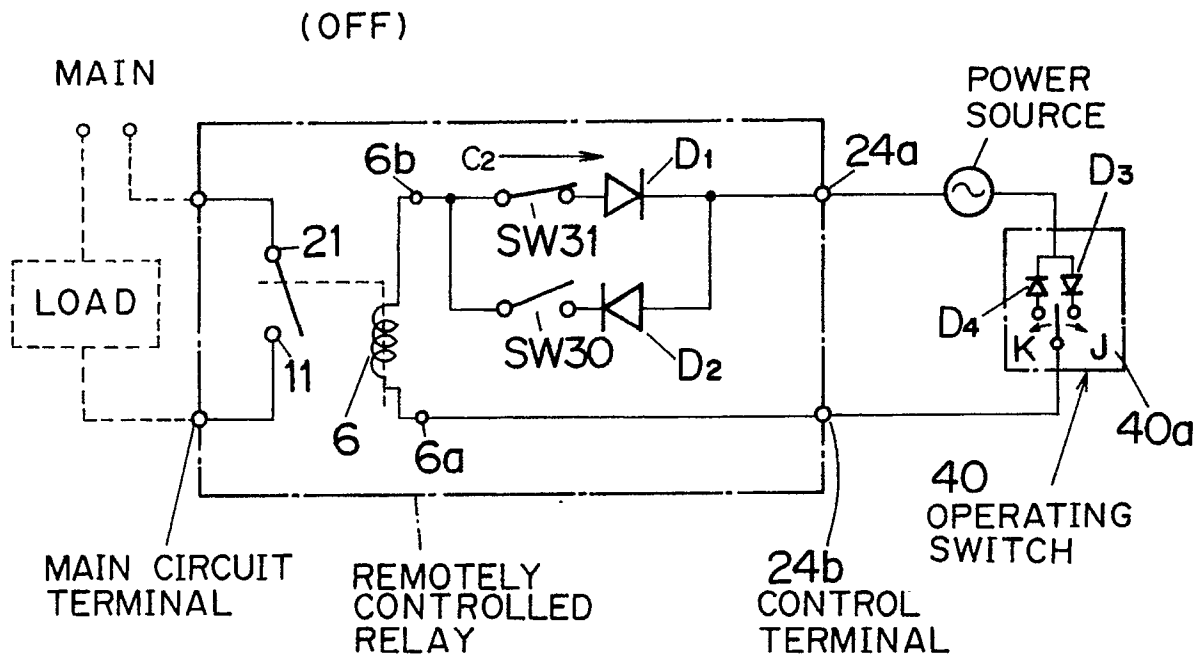 (OFF)
MAIN
POWER
SOURCE
6b
C2
D1
24a
D3
21
SW31
LOAD
D4
K
J
11
SW30
D2
6
6a
40a
40
OPERATING
SWITCH
MAIN CIRCUIT
TERMINAL
REMOTELY
CONTROLLED
RELAY
24b
CONTROL
TERMINAL